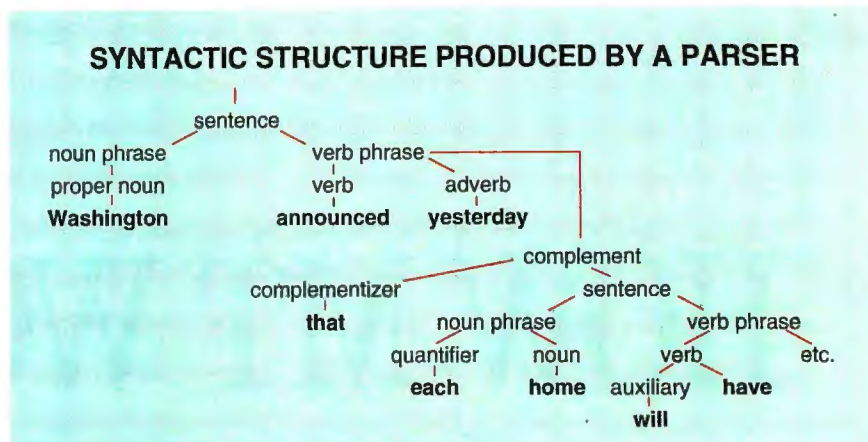 SYNTACTIC STRUCTURE PRODUCED BY A PARSER
sentence
noun phrase verb phrase
proper noun verb adverb
Washington announced yesterday
complement
complementizer sentence
that noun phrase verb phrase
quantifier noun verb etc.
each home auxiliary have
will